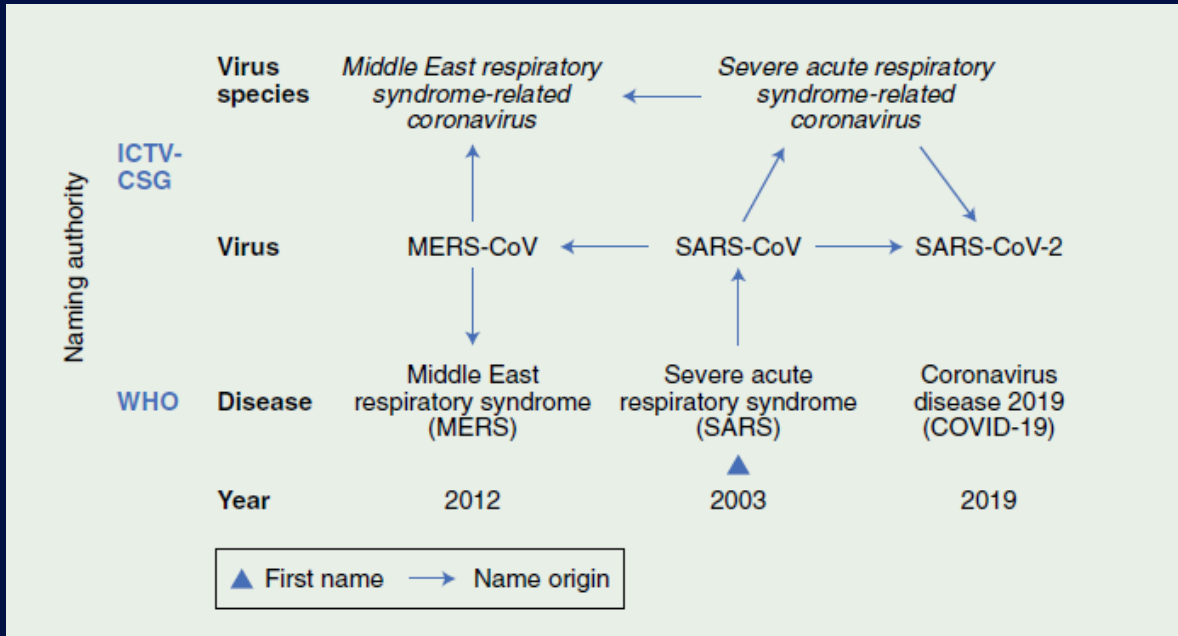 Virus species
Middle East respiratory syndrome-related coronavirus
Severe acute respiratory syndrome-related coronavirus
Naming authority
ICTV-CSG
Virus
MERS-CoV
SARS-CoV
SARS-CoV-2
WHO
Disease
Middle East respiratory syndrome (MERS)
Severe acute respiratory syndrome (SARS)
Coronavirus disease 2019 (COVID-19)
Year
2012
2003
2019
First name
Name origin